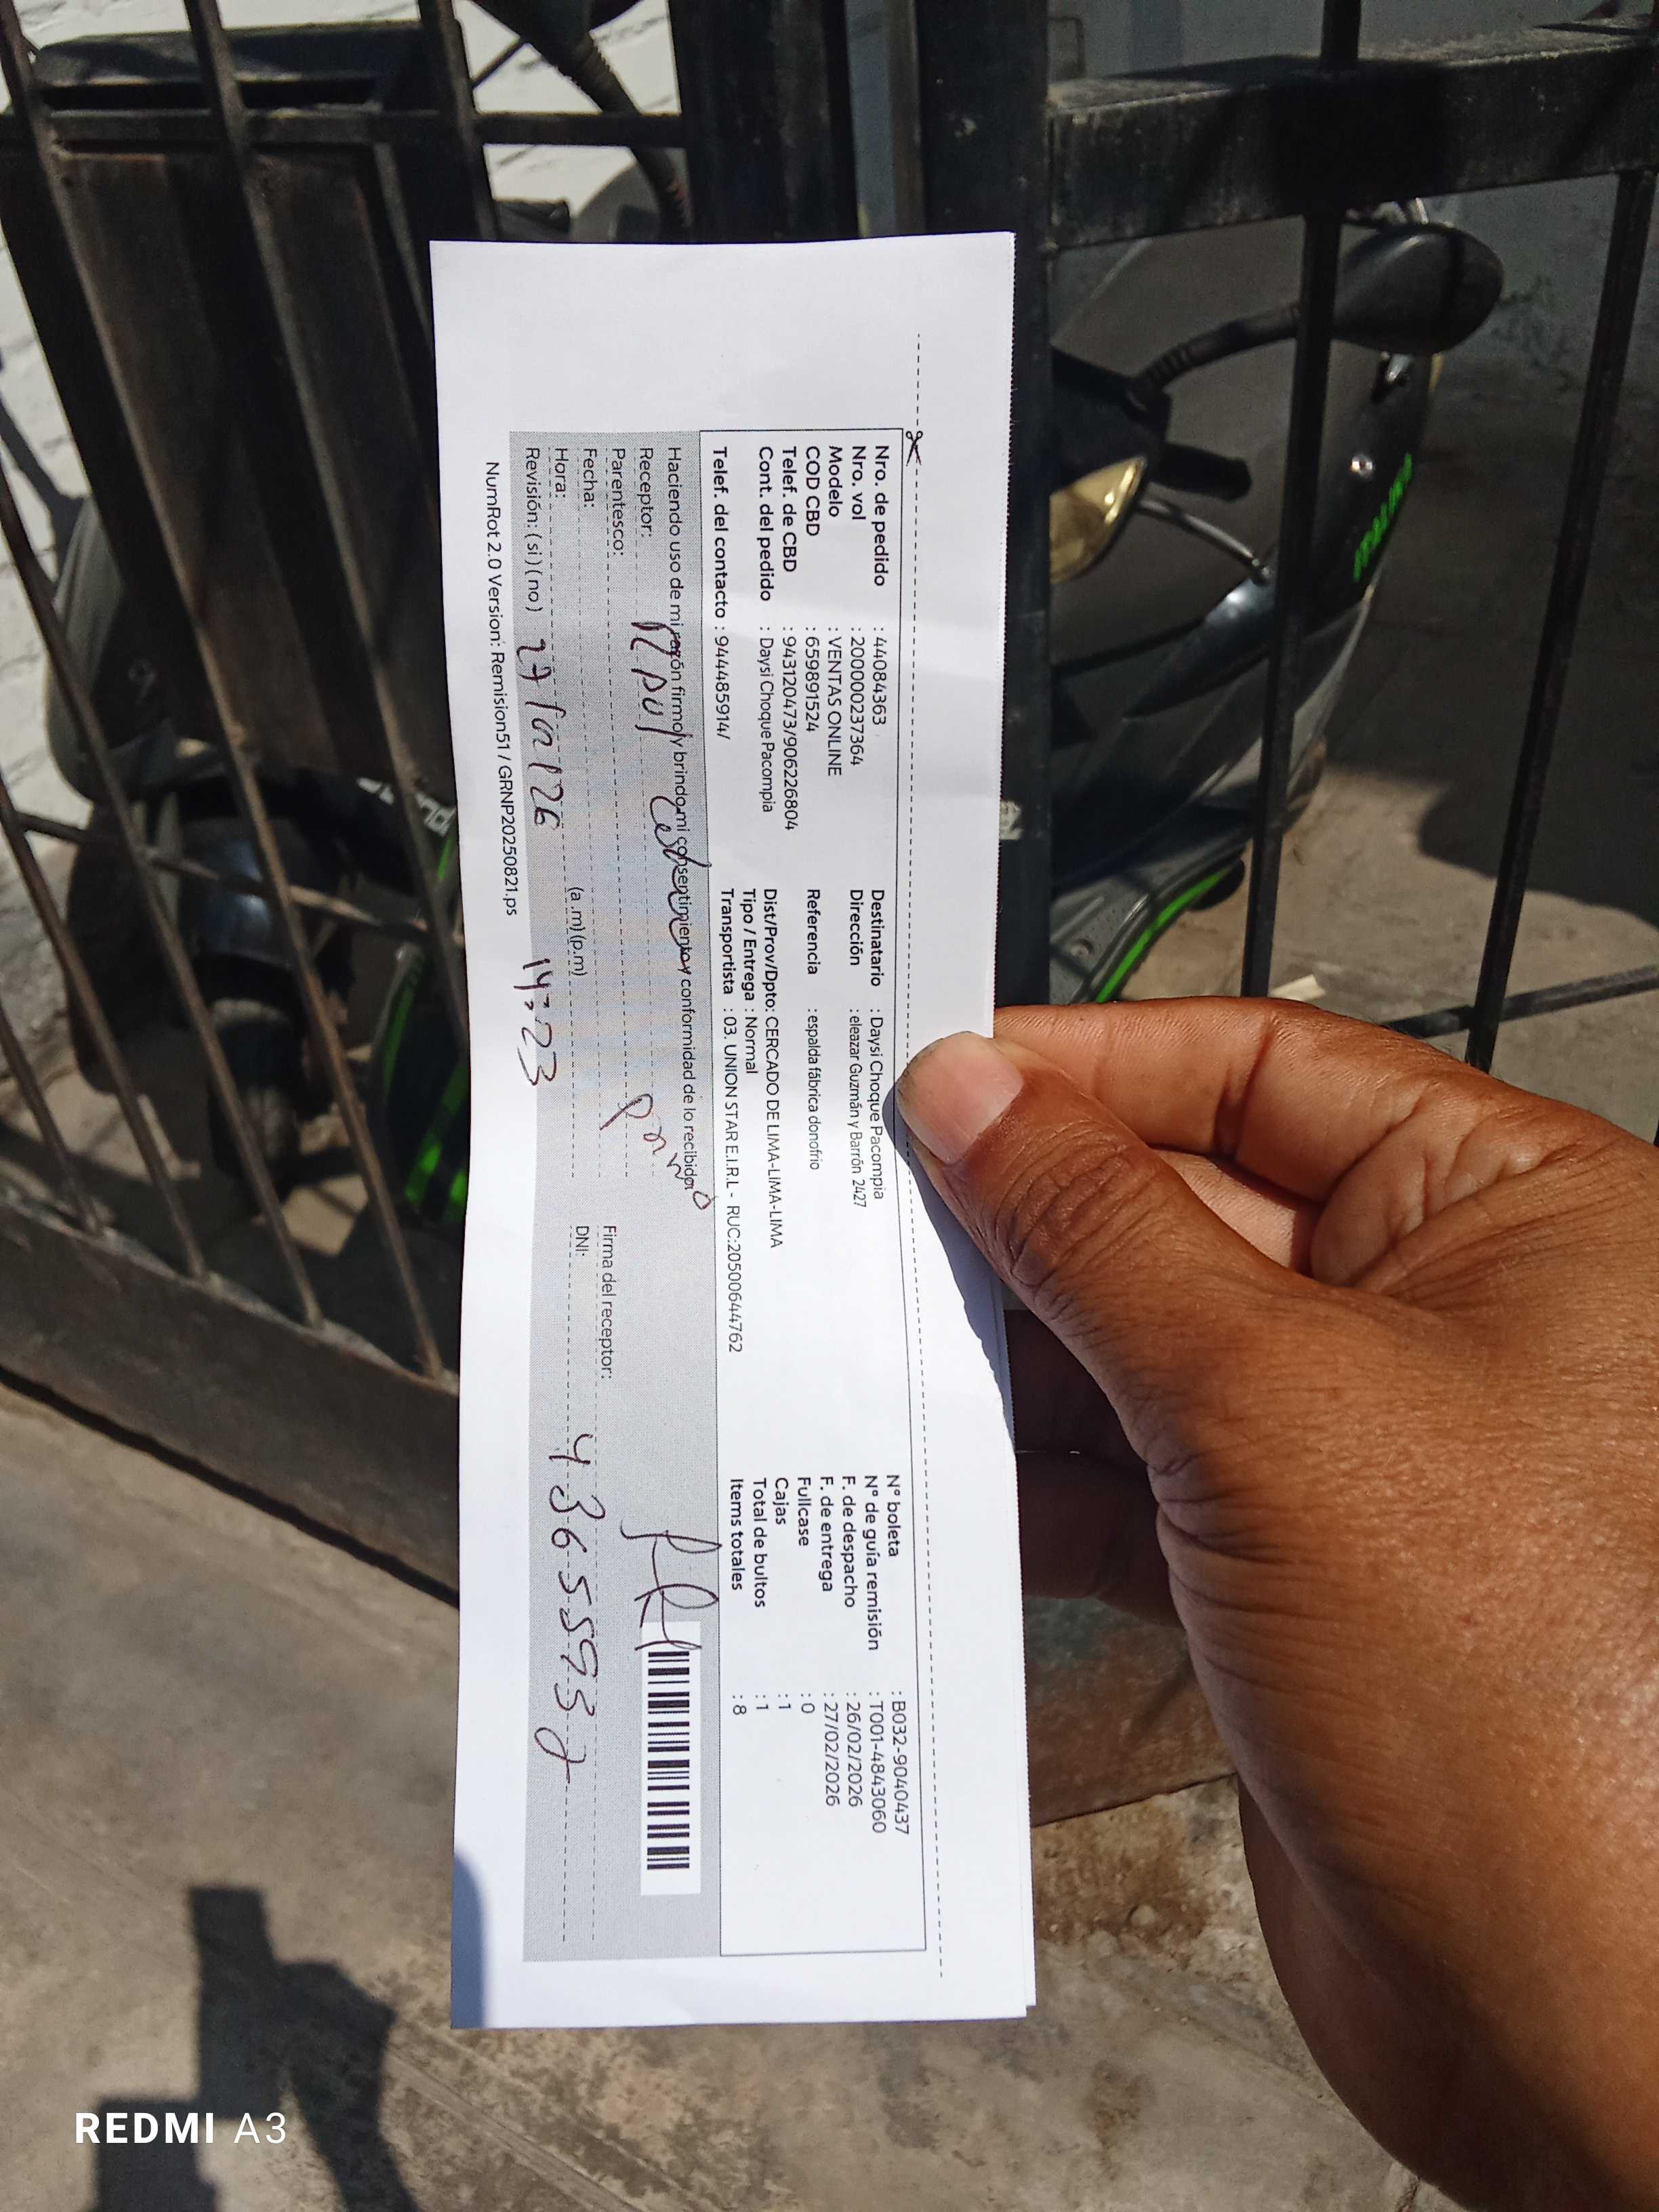 Nro. de pedido : 44084363
Nro. vol : 200000237364
Modelo : VENTAS ONLINE
COD CBD : 659891524
Telef. de CBD : 943120473/906226804
Cont. del pedido : Daysi Choque Pacompia
Telef. del contacto : 944485914/
Destinatario : Daysi Choque Pacompia
Dirección : eleazar Guzmán y Barrón 2427
Referencia : espalda fábrica donofrio
Dist/Prov/Dpto: CERCADO DE LIMA-LIMA-LIMA
Tipo / Entrega : Normal
Transportista : 03. UNION STAR E.I.R.L - RUC:20500644762
N° boleta : B032-9040437
N° de guía remisión : T001-4843060
F. de despacho : 26/02/2026
F. de entrega : 27/02/2026
Fullcase : 0
Cajas : 1
Total de bultos : 1
Items totales : 8
Haciendo uso de mi razón firmo y brindo mi consentimiento y conformidad de lo recibido:
Receptor:
Parentesco:
Fecha:
Hora: (a.m)(p.m)
Revisión: (si)(no)
14:23
Firma del receptor:
DNI:
NumRot 2.0 Version: Remision51 / GRNP20250821.ps
REDMI A3